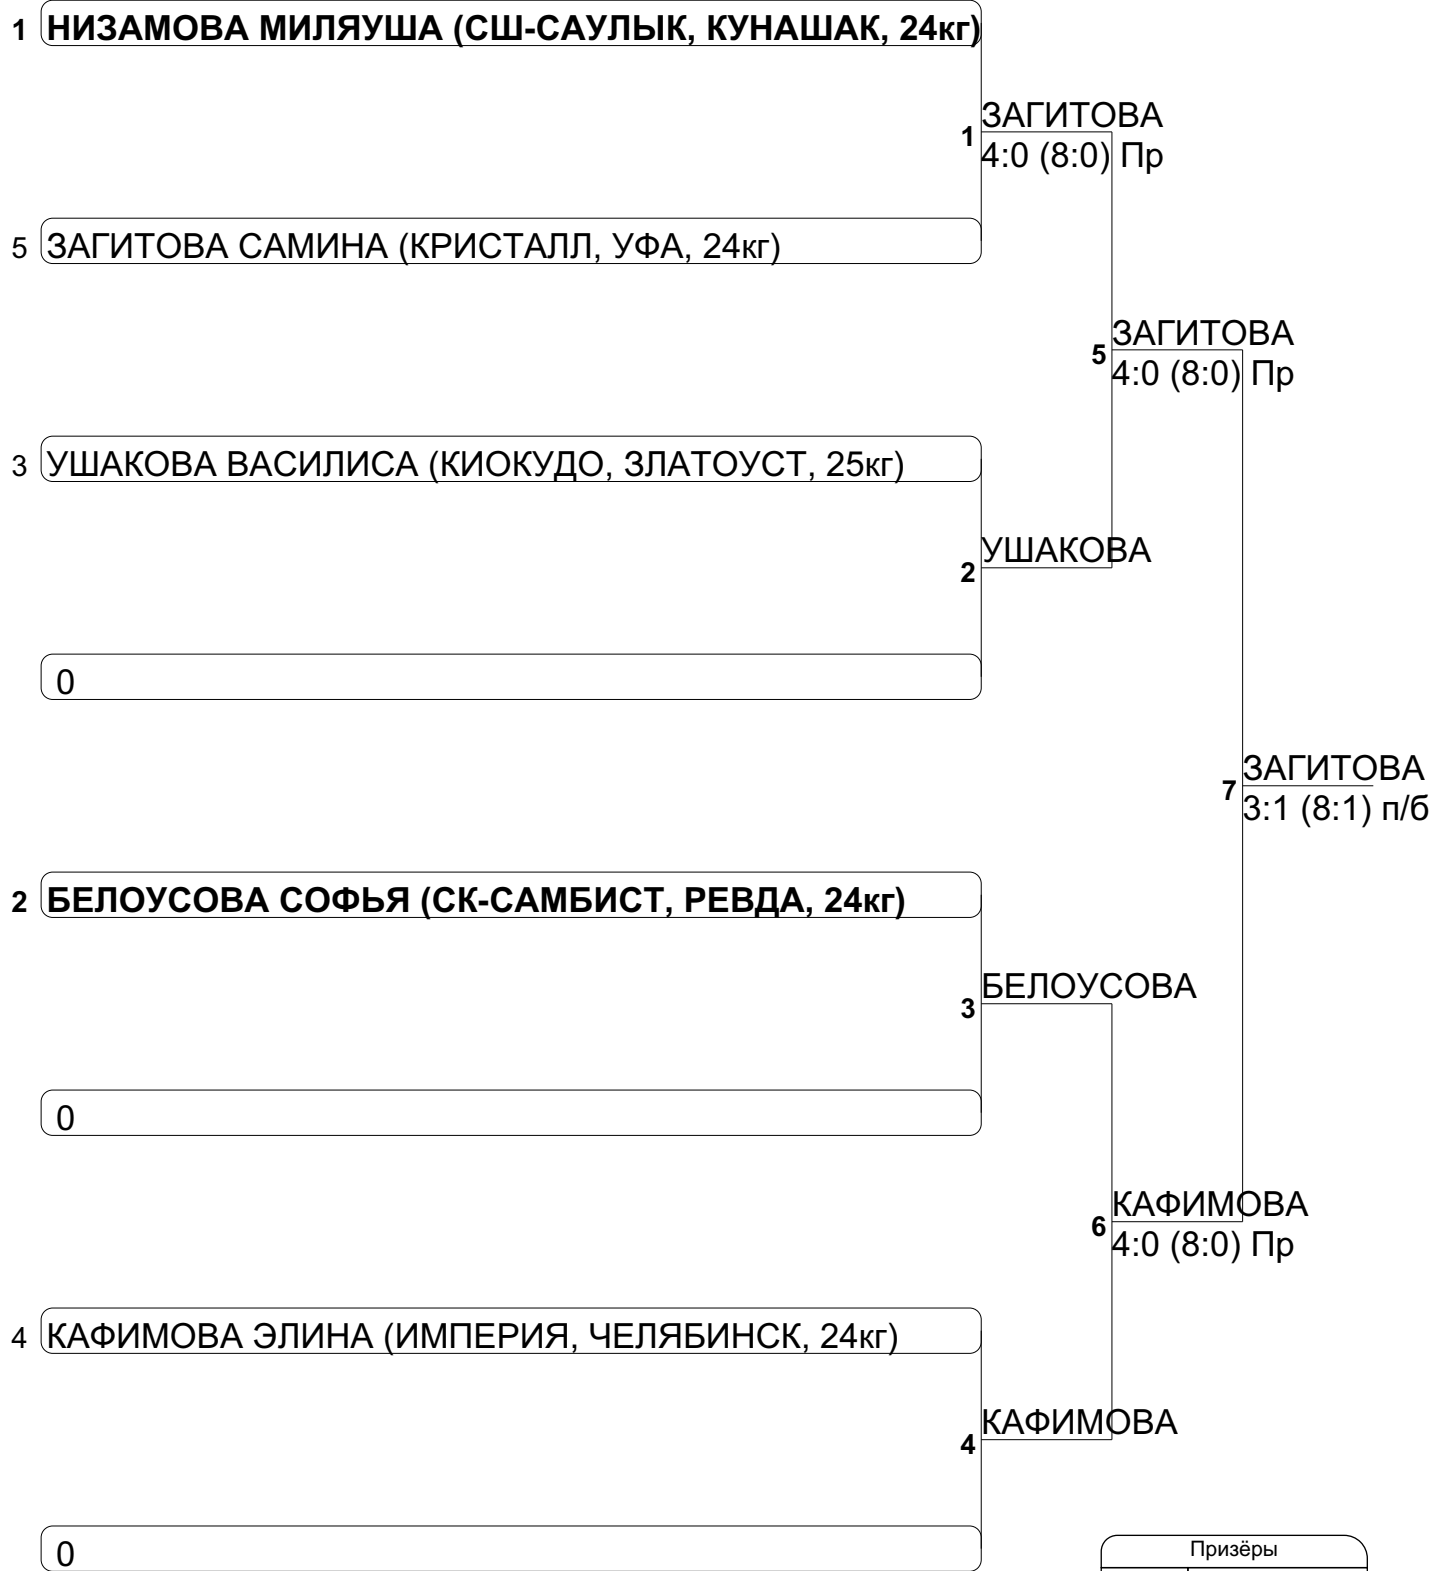 1 НИЗАМОВА МИЛЯУША (СШ-САУЛЫК, КУНАШАК, 24кг)
1 ЗАГИТОВА
4:0 (8:0) Пр
5 ЗАГИТОВА САМИНА (КРИСТАЛЛ, УФА, 24кг)
5 ЗАГИТОВА
4:0 (8:0) Пр
3 УШАКОВА ВАСИЛИСА (КИОКУДО, ЗЛАТОУСТ, 25кг)
2 УШАКОВА
0
7 ЗАГИТОВА
3:1 (8:1) п/б
2 БЕЛОУСОВА СОФЬЯ (СК-САМБИСТ, РЕВДА, 24кг)
3 БЕЛОУСОВА
0
6 КАФИМОВА
4:0 (8:0) Пр
4 КАФИМОВА ЭЛИНА (ИМПЕРИЯ, ЧЕЛЯБИНСК, 24кг)
4 КАФИМОВА
0
Призёры